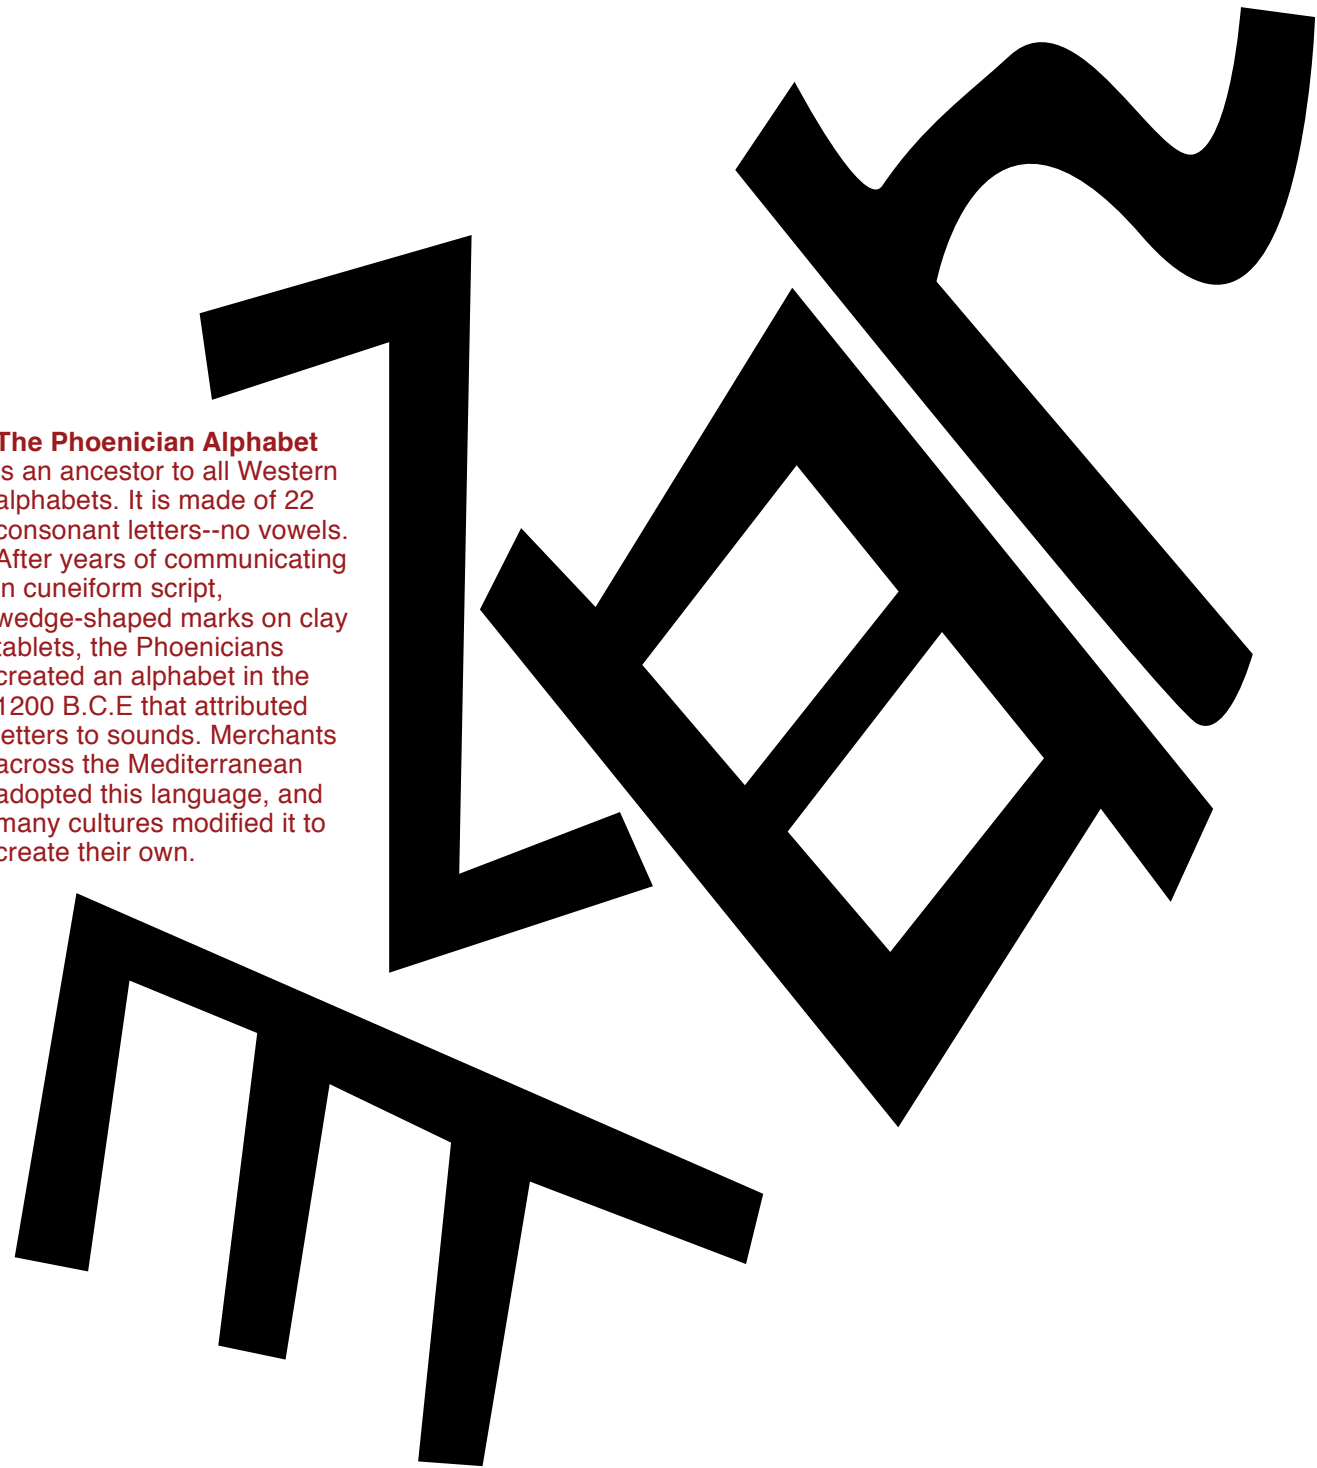 The Phoenician Alphabet
is an ancestor to all Western
alphabets. It is made of 22
consonant letters--no vowels.
After years of communicating
in cuneiform script,
wedge-shaped marks on clay
tablets, the Phoenicians
created an alphabet in the
1200 B.C.E that attributed
letters to sounds. Merchants
across the Mediterranean
adopted this language, and
many cultures modified it to
create their own.